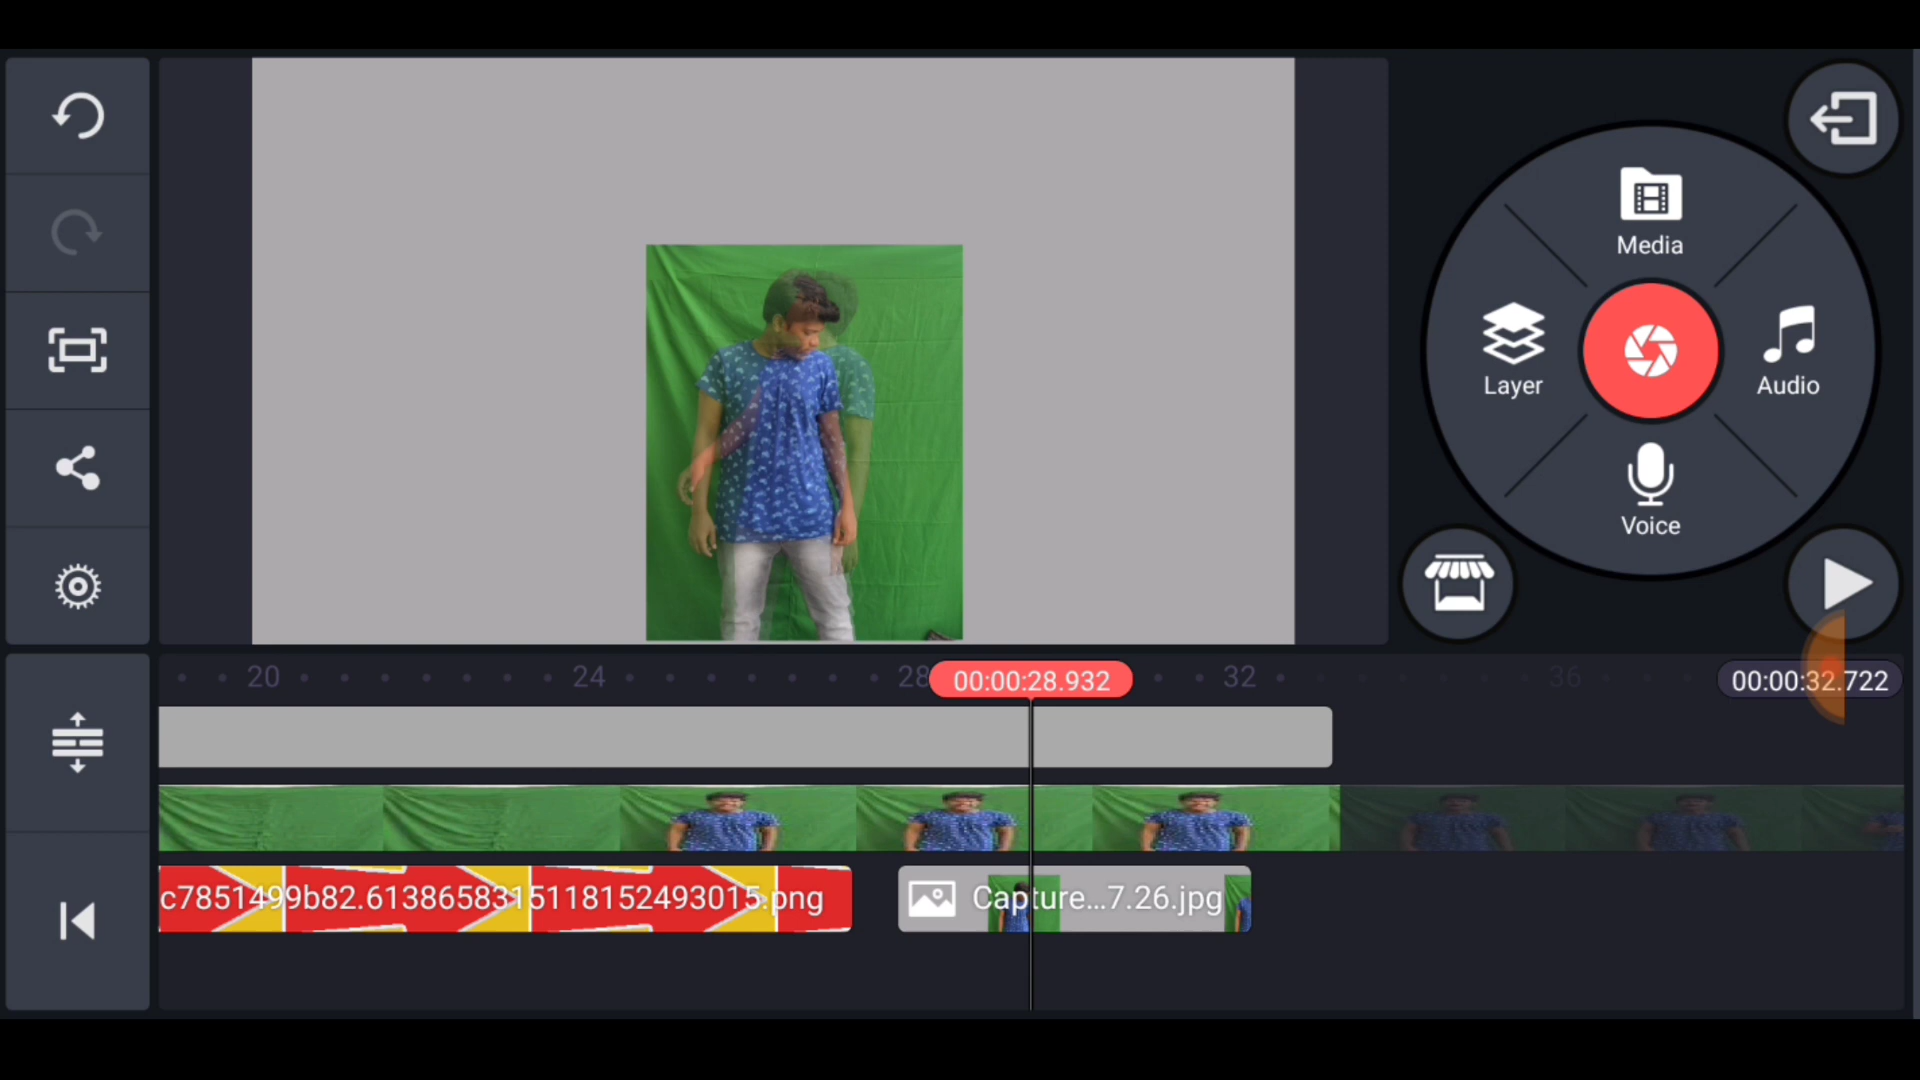 Media
Layer
Audio
Voice
20
24
28
00:00:28.932
32
36
00:00:32.722
c7851499b82.6138658315118152493015.png
Capture...7.26.jpg